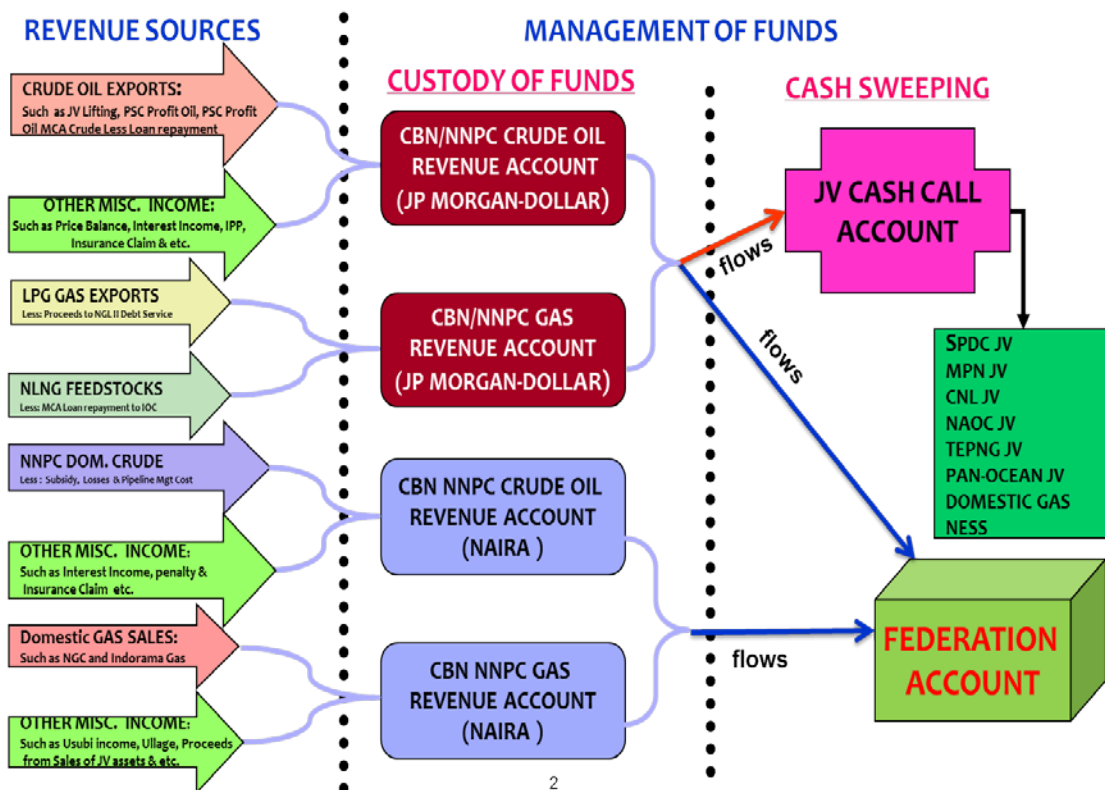 REVENUE SOURCES
MANAGEMENT OF FUNDS
CUSTODY OF FUNDS
CASH SWEEPING
CRUDE OIL EXPORTS:
Such as JV Lifting, PSC Profit Oil, PSC Profit
Oil MCA Crude Less Loan repayment
OTHER MISC. INCOME:
Such as Price Balance, Interest Income, IPP,
Insurance Claim & etc.
LPG GAS EXPORTS
Less: Proceeds to NGL II Debt Service
NLNG FEEDSTOCKS
Less: MCA Loan repayment to IOC
NNPC DOM. CRUDE
Less : Subsidy, Losses & Pipeline Mgt Cost
OTHER MISC. INCOME:
Such as Interest Income, penalty &
Insurance Claim etc.
Domestic GAS SALES:
Such as NGC and Indorama Gas
OTHER MISC. INCOME:
Such as Usubi income, Ullage, Proceeds
from Sales of JV assets & etc.
CBN/NNPC CRUDE OIL
REVENUE ACCOUNT
(JP MORGAN-DOLLAR)
CBN/NNPC GAS
REVENUE ACCOUNT
(JP MORGAN-DOLLAR)
CBN NNPC CRUDE OIL
REVENUE ACCOUNT
(NAIRA )
CBN NNPC GAS
REVENUE ACCOUNT
(NAIRA )
flows
flows
flows
JV CASH CALL
ACCOUNT
SPDC JV
MPN JV
CNL JV
NAOC JV
TEPNG JV
PAN-OCEAN JV
DOMESTIC GAS
NESS
FEDERATION
ACCOUNT
2